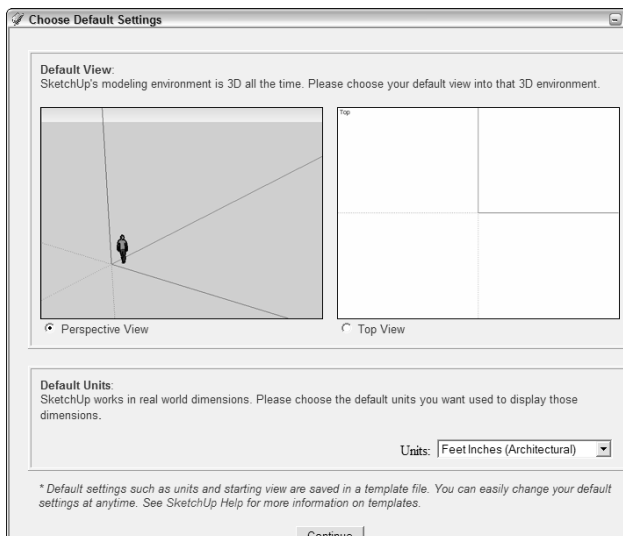 Choose Default Settings
Default View:
SketchUp's modeling environment is 3D all the time. Please choose your default view into that 3D environment.
Top
Perspective View
Top View
Default Units:
SketchUp works in real world dimensions. Please choose the default units you want used to display those
dimensions.
Units: Feet Inches (Architectural)
* Default settings such as units and starting view are saved in a template file. You can easily change your default
settings at anytime. See SketchUp Help for more information on templates.
Continue